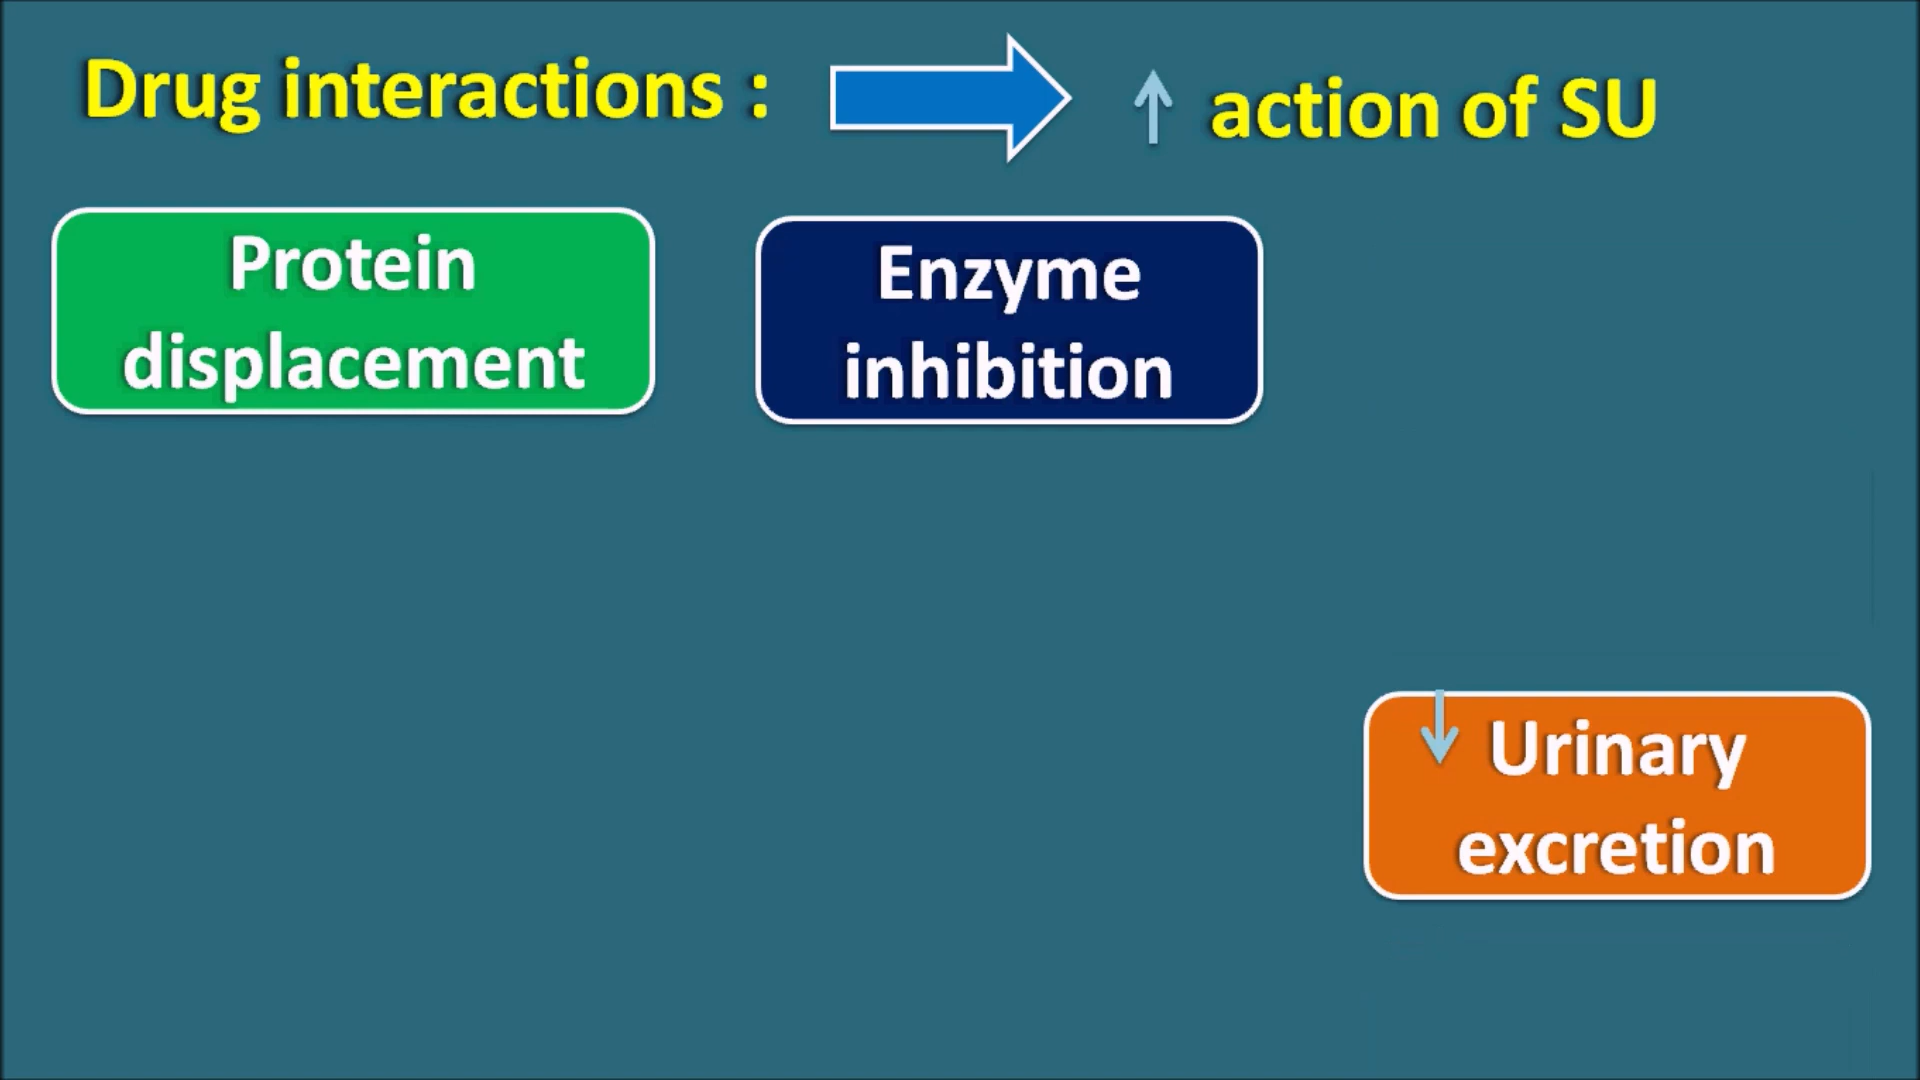 Drug interactions :
↑ action of SU
Protein
displacement
Enzyme
inhibition
↓ Urinary
excretion